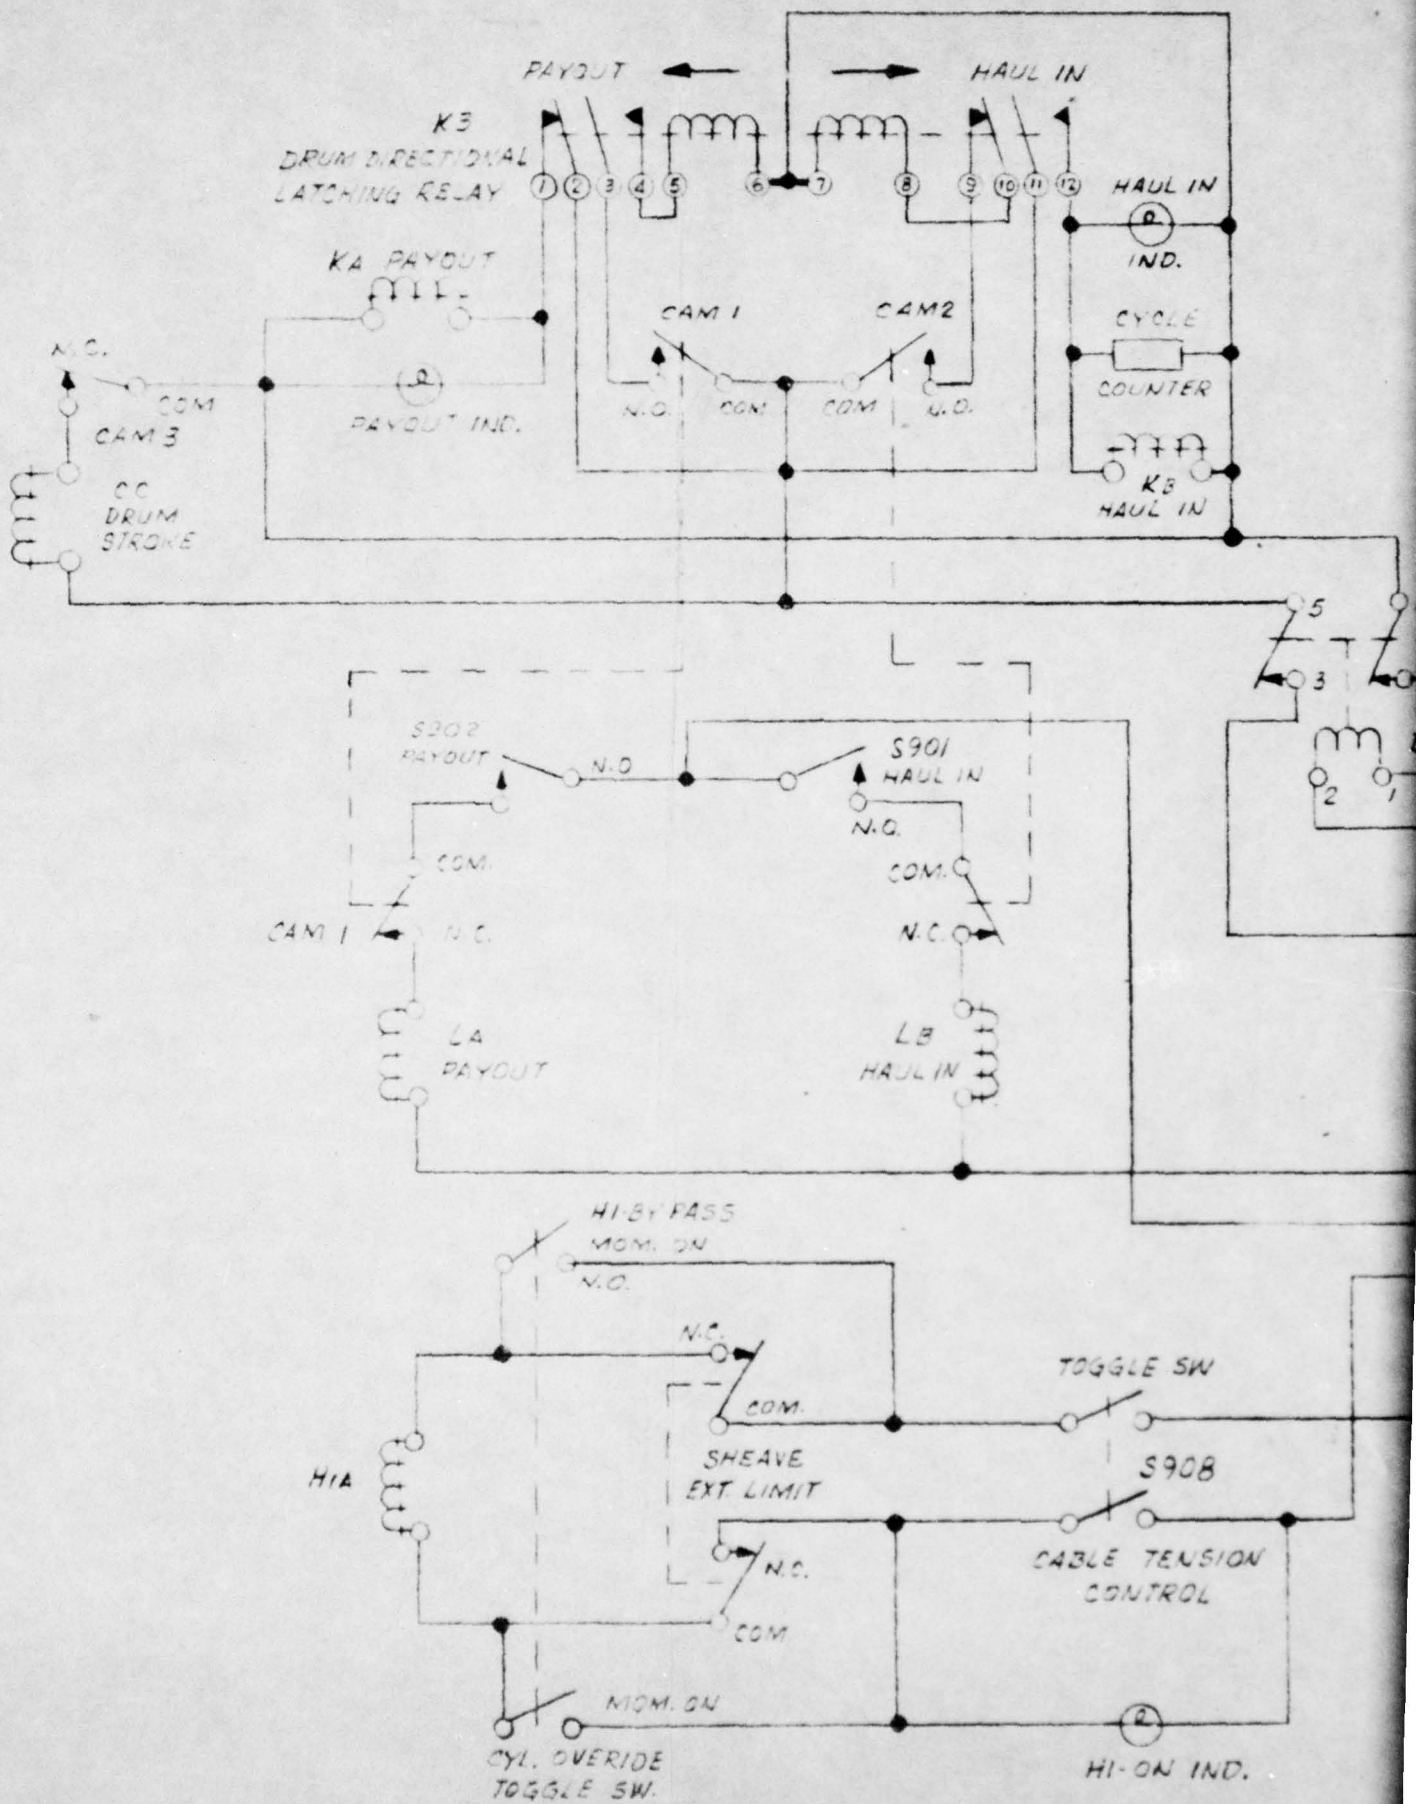 PAYOUT
HAUL IN
K3
DRUM DIRECTIONAL
LATCHING RELAY
1 2 3 4 5 6 7 8 9 10 11 12
HAUL IN
IND.
KA PAYOUT
CAM 1
CAM 2
CYCLE
COUNTER
N.C.
COM
CAM 3
PAYOUT IND.
N.O.
COM
COM
N.O.
KB
HAUL IN
CC
DRUM
STROKE
5
3
2
1
S902
PAYOUT
N.O
S901
HAUL IN
N.O.
COM.
COM.
CAM 1
N.C.
N.C.
LA
PAYOUT
LB
HAUL IN
HI-BY PASS
MOM. ON
N.O.
N.C.
COM.
TOGGLE SW
SHEAVE
EXT. LIMIT
S908
H1A
N.C.
CABLE TENSION
CONTROL
COM
MOM. ON
CYL. OVERIDE
TOGGLE SW.
HI-ON IND.